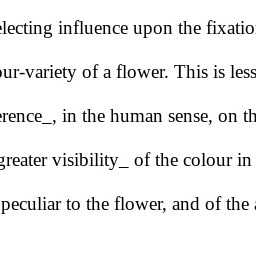 electing influence upon the fixatio
our-variety of a flower. This is less
erence_, in the human sense, on th
greater visibility_ of the colour in
peculiar to the flower, and of the a